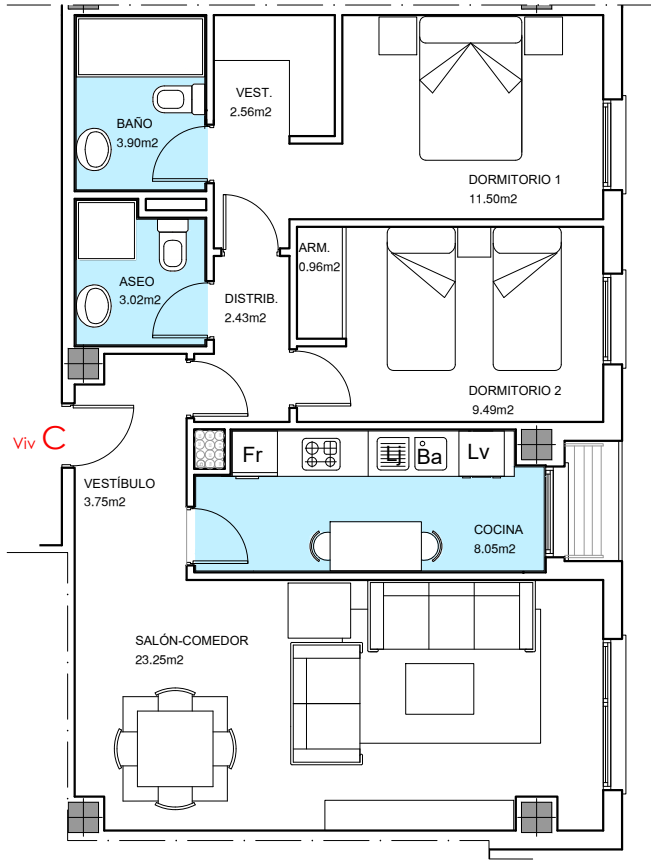 VEST.
2.56m2
BAÑO
3.90m2
DORMITORIO 1
11.50m2
ARM.
0.96m2
ASEO
3.02m2
DISTRIB.
2.43m2
DORMITORIO 2
9.49m2
Viv C
Fr
Lj
Ba
Lv
VESTÍBULO
3.75m2
COCINA
8.05m2
SALÓN-COMEDOR
23.25m2